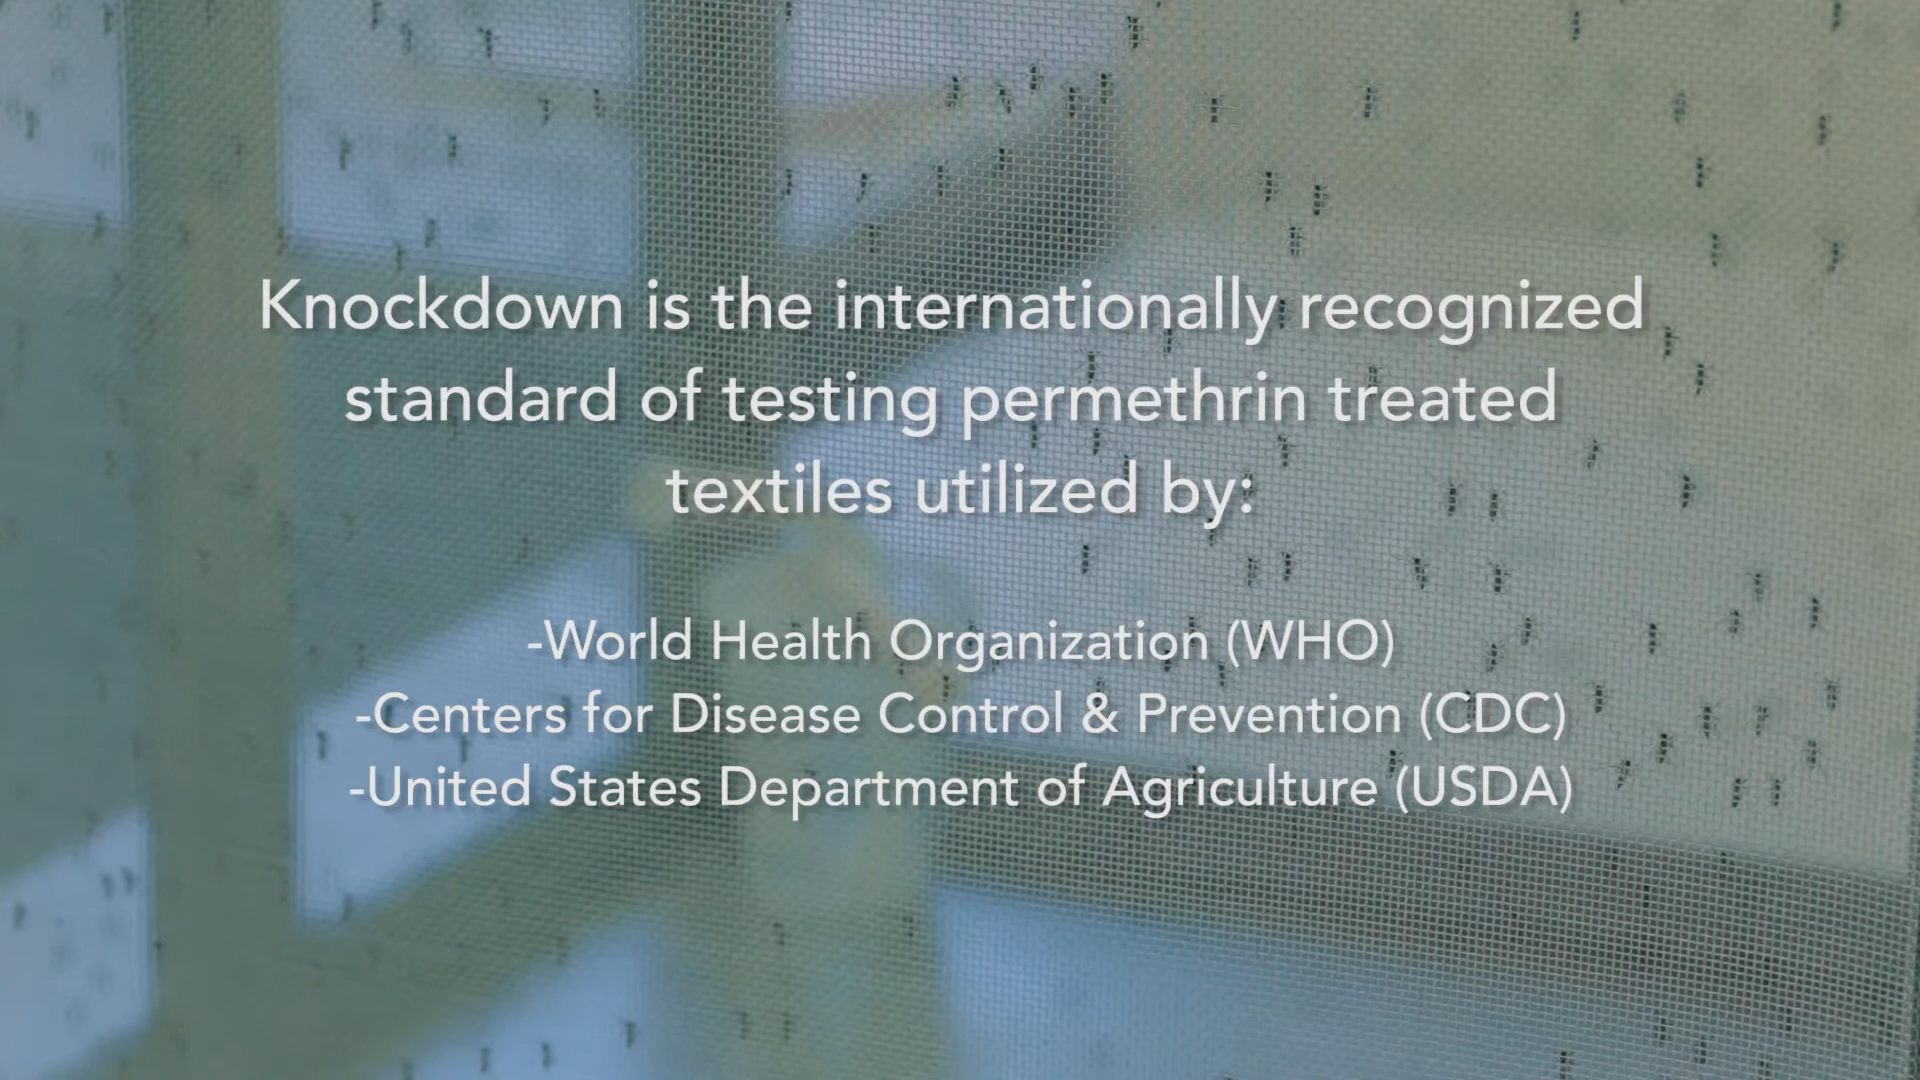 Knockdown is the internationally recognized
standard of testing permethrin treated
textiles utilized by:
-World Health Organization (WHO)
-Centers for Disease Control & Prevention (CDC)
-United States Department of Agriculture (USDA)